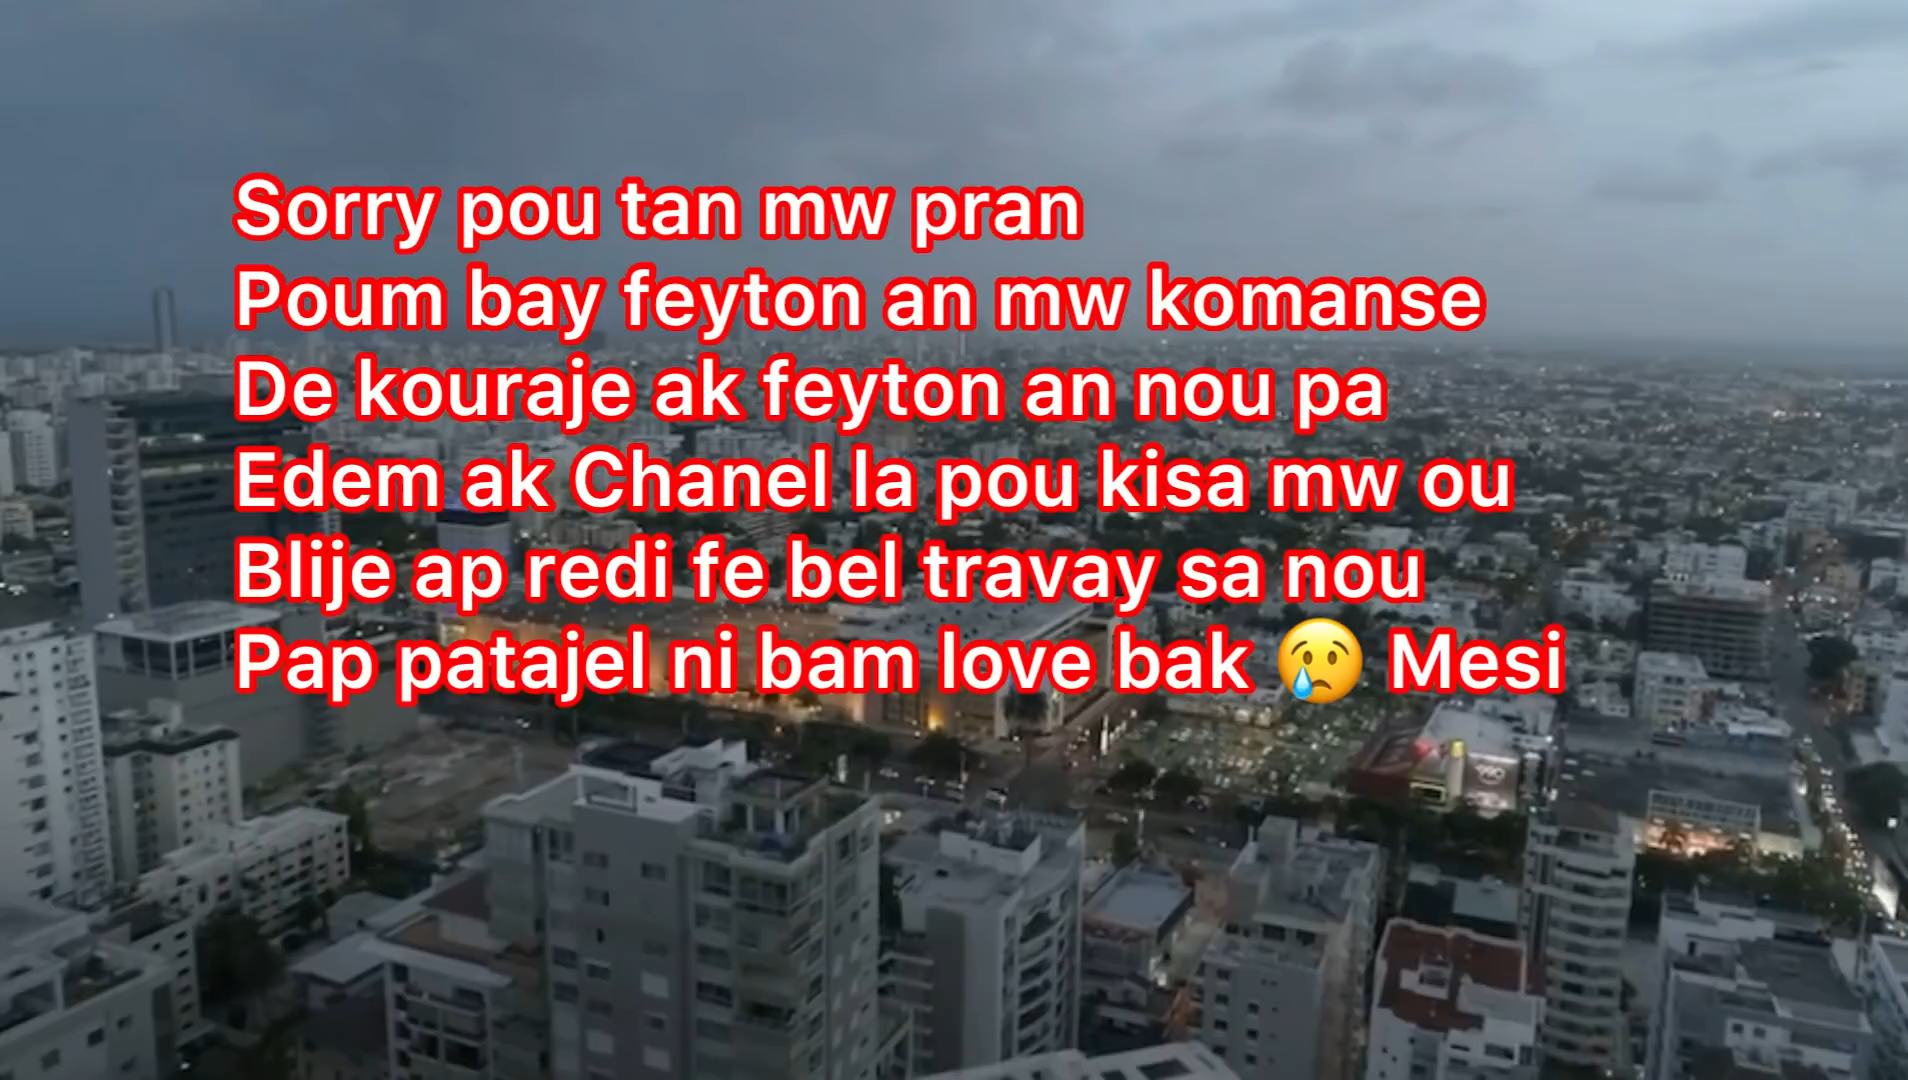 Sorry pou tan mw pran
Poum bay feyton an mw komanse
De kouraje ak feyton an nou pa
Edem ak Chanel la pou kisa mw ou
Blije ap redi fe bel travay sa nou
Pap patajel ni bam love bak 😢 Mesi